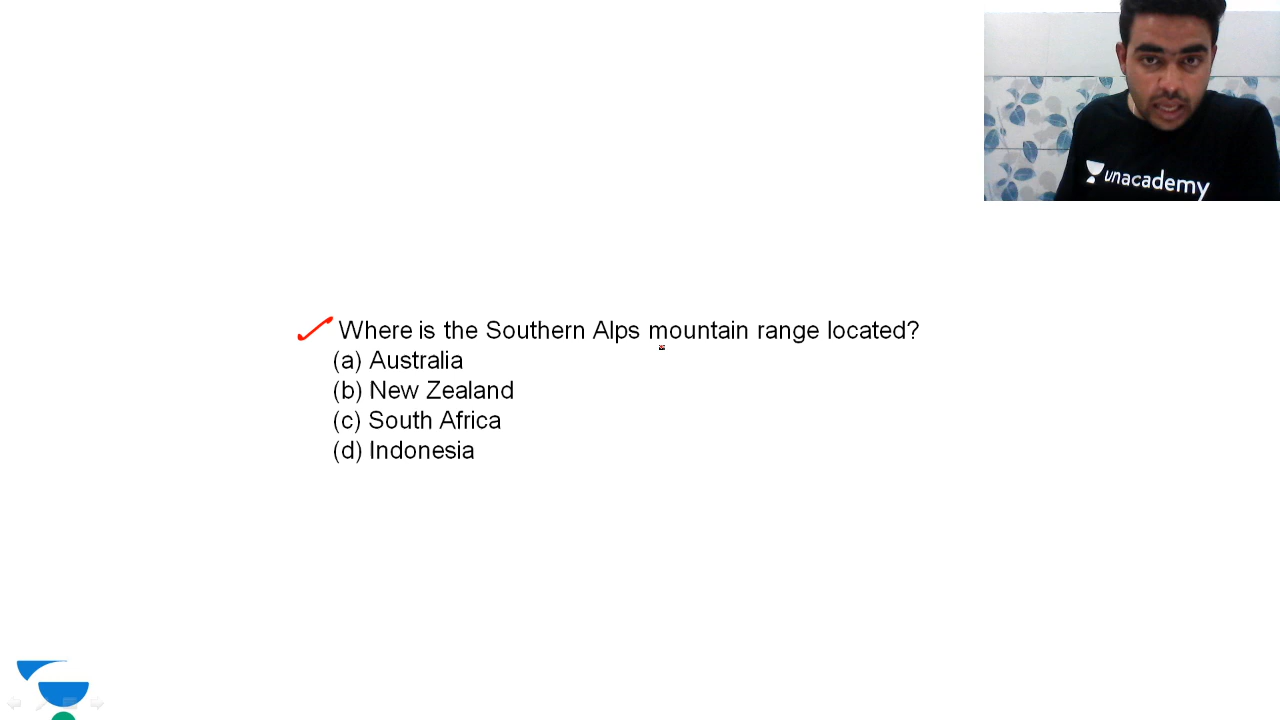 unacademy
Where is the Southern Alps mountain range located?
(a) Australia
(b) New Zealand
(c) South Africa
(d) Indonesia